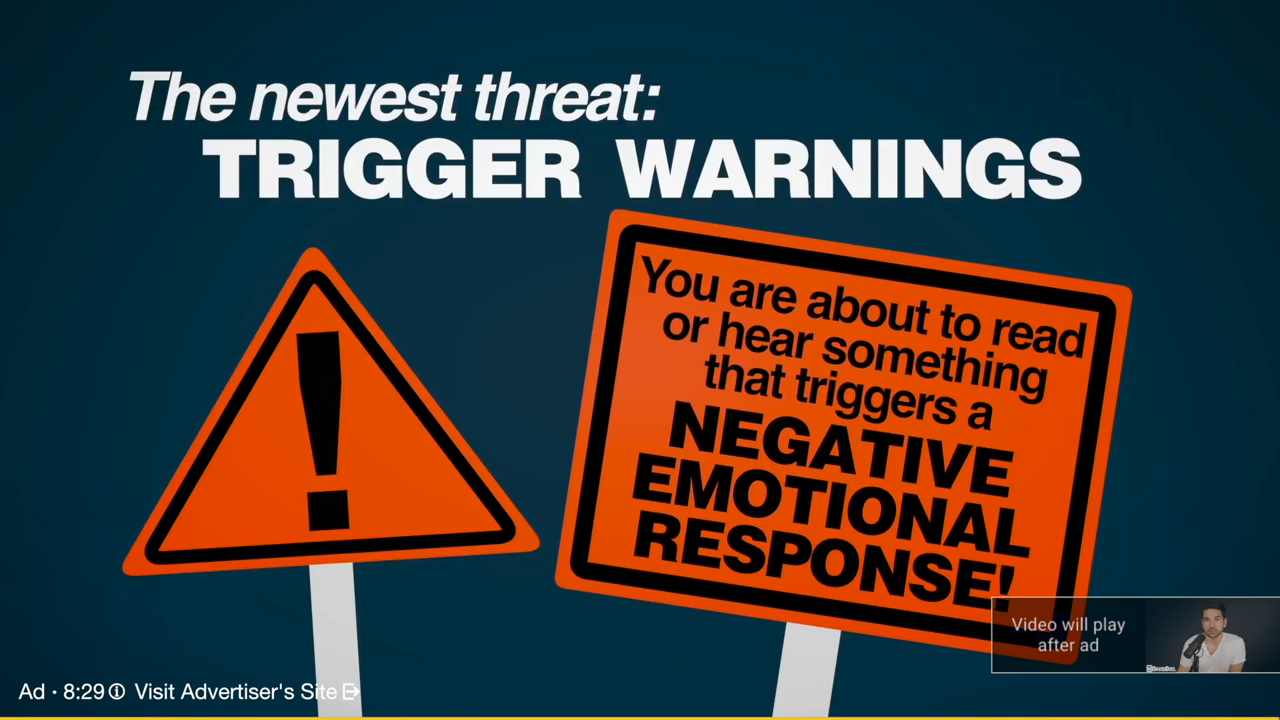 The newest threat:
TRIGGER WARNINGS
!
You are about to read
or hear something
that triggers a
NEGATIVE
EMOTIONAL
RESPONSE!
Video will play
after ad
Ad · 8:29 Visit Advertiser's Site